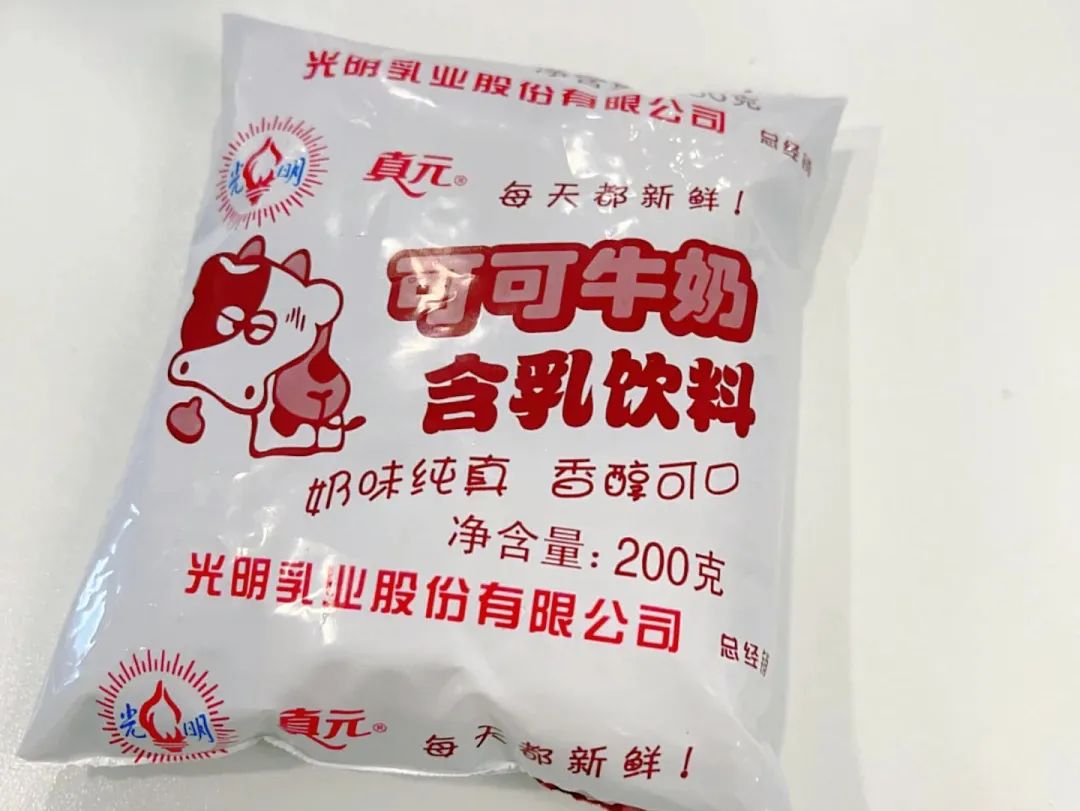 光明乳业股份有限公司
总经销
光明
真元®
每天都新鲜!
可可牛奶
含乳饮料
奶味纯真 香醇可口
净含量:200克
光明乳业股份有限公司
总经销
光明
真元®
每天都新鲜!